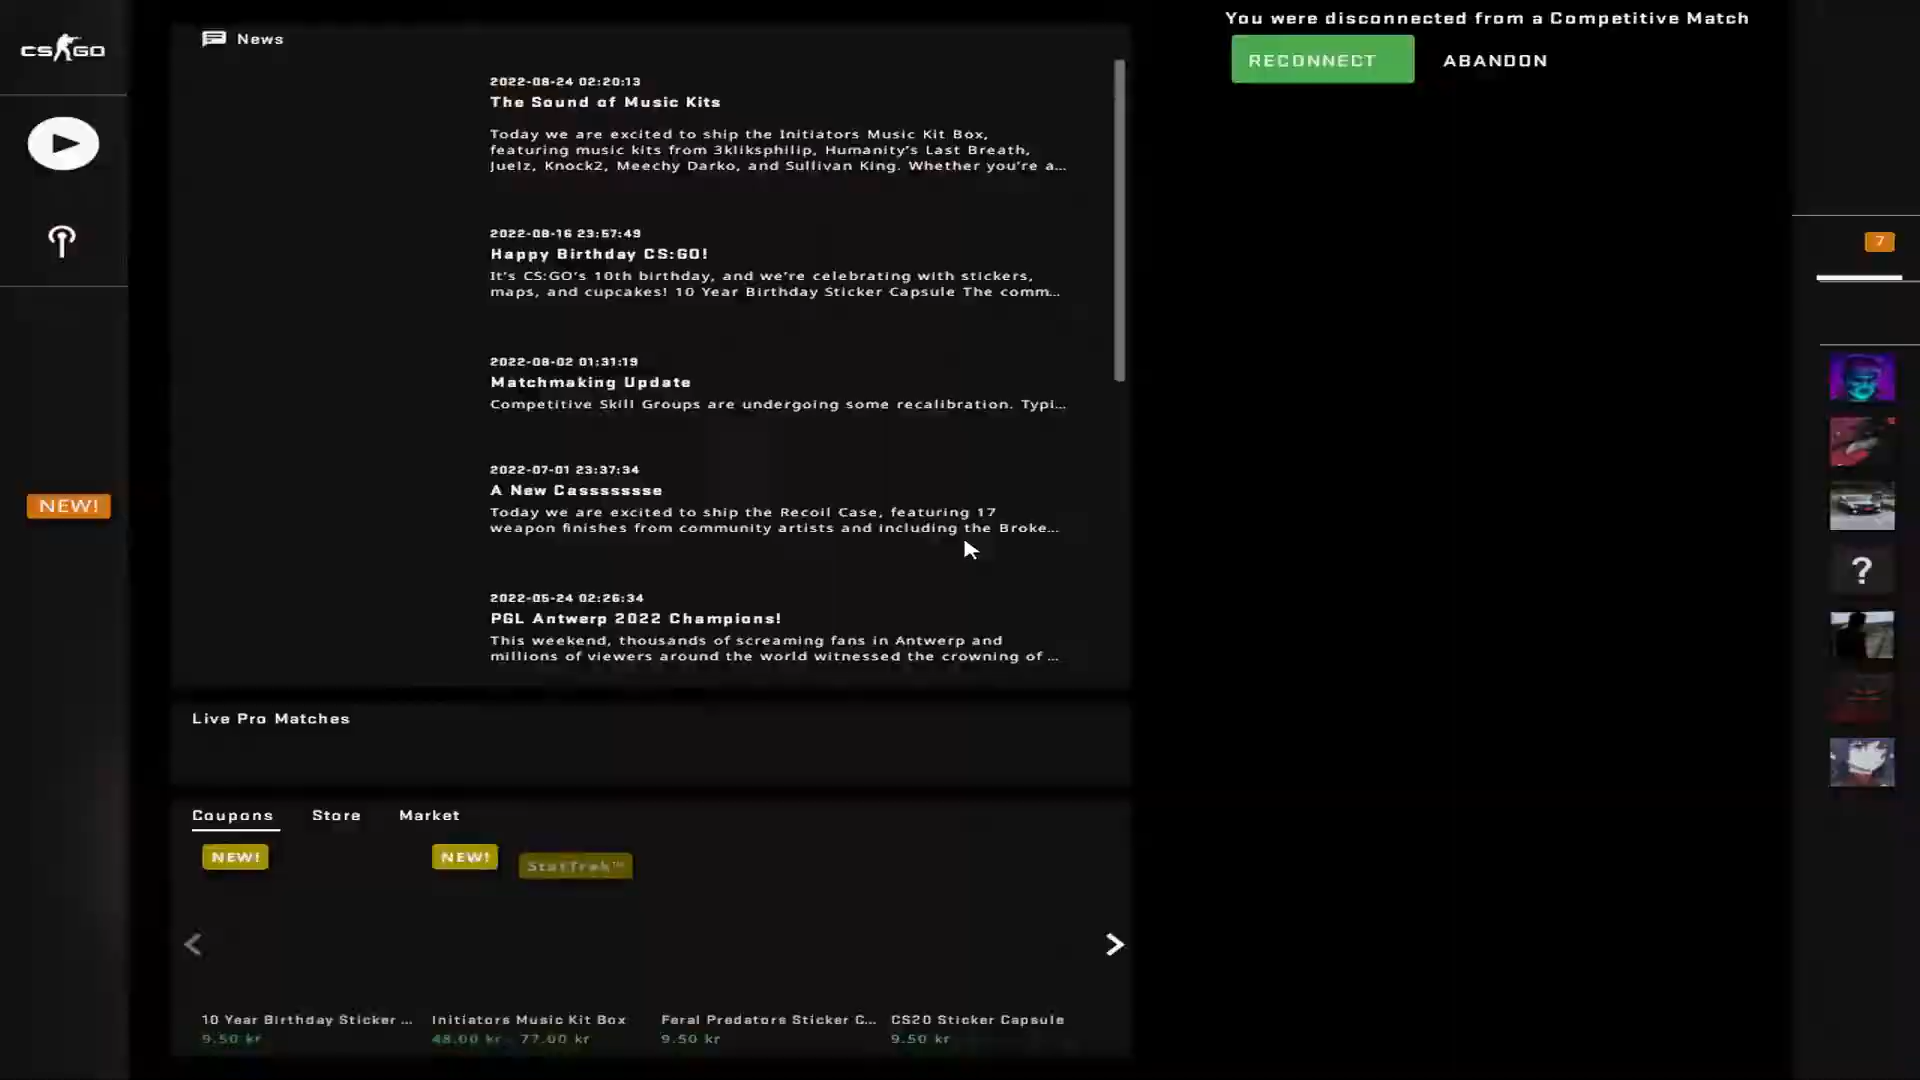 CS GO
News
2022-08-24 02:20:13
The Sound of Music Kits
Today we are excited to ship the Initiators Music Kit Box,
featuring music kits from 3kliksphilip, Humanity's Last Breath,
Juelz, Knock2, Meechy Darko, and Sullivan King. Whether you're a...
2022-08-16 23:57:49
Happy Birthday CS:GO!
It's CS:GO's 10th birthday, and we're celebrating with stickers,
maps, and cupcakes! 10 Year Birthday Sticker Capsule The comm...
2022-08-02 01:31:19
Matchmaking Update
Competitive Skill Groups are undergoing some recalibration. Typi...
2022-07-01 23:37:34
A New Casssssse
Today we are excited to ship the Recoil Case, featuring 17
weapon finishes from community artists and including the Broke...
2022-05-24 02:26:34
PGL Antwerp 2022 Champions!
This weekend, thousands of screaming fans in Antwerp and
millions of viewers around the world witnessed the crowning of ...
NEW!
Live Pro Matches
Coupons Store Market
NEW! NEW! StatTrak™
10 Year Birthday Sticker ... Initiators Music Kit Box Feral Predators Sticker C... CS20 Sticker Capsule
9.50 kr 48.00 kr - 77.00 kr 9.50 kr 9.50 kr
You were disconnected from a Competitive Match
RECONNECT ABANDON
7
?